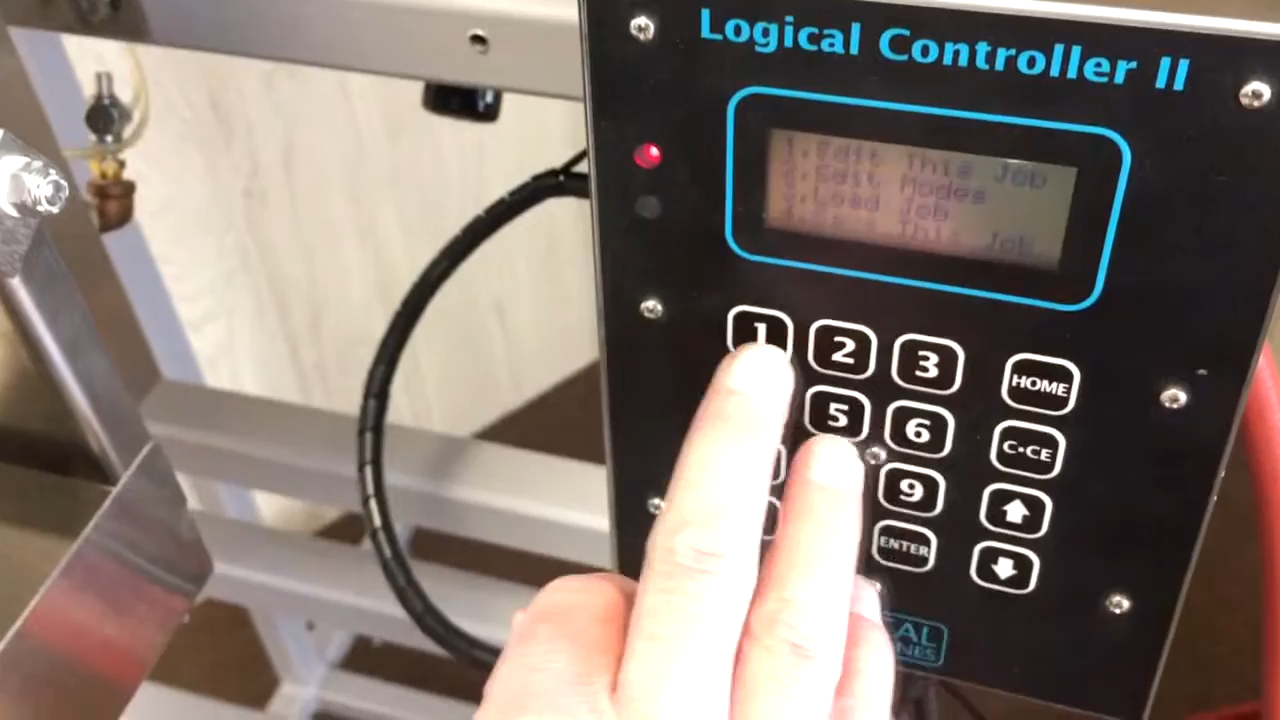 Logical Controller II
1.Edit This Job
2.Edit Modes
3.Load Job
This Job
1
2
3
HOME
5
6
C•CE
9
ENTER